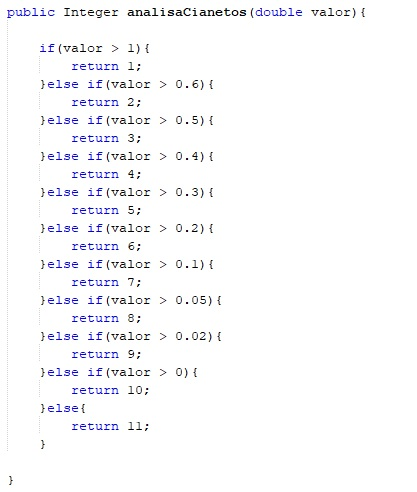 public Integer analisaCianetos(double valor){
if(valor > 1){
return 1;
}else if(valor > 0.6){
return 2;
}else if(valor > 0.5){
return 3;
}else if(valor > 0.4){
return 4;
}else if(valor > 0.3){
return 5;
}else if(valor > 0.2){
return 6;
}else if(valor > 0.1){
return 7;
}else if(valor > 0.05){
return 8;
}else if(valor > 0.02){
return 9;
}else if(valor > 0){
return 10;
}else{
return 11;
}
}